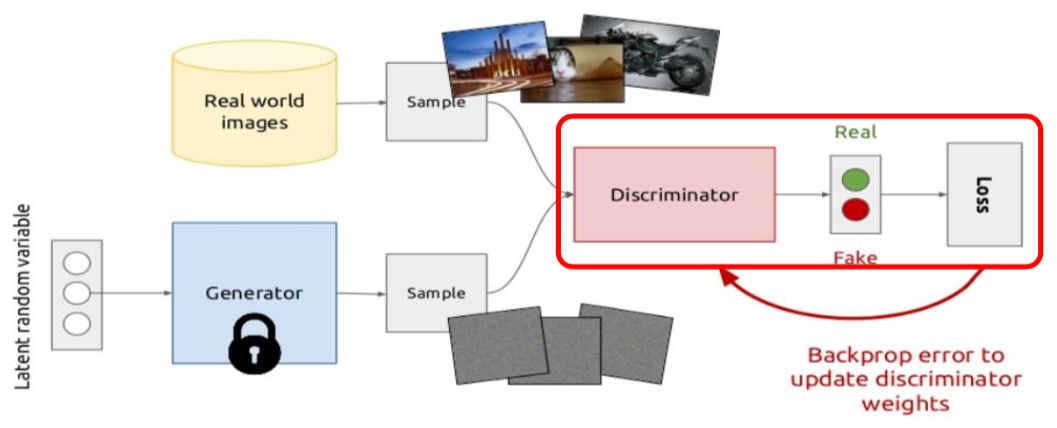 Real world
images
Sample
Real
Discriminator
Loss
Fake
Latent random variable
Generator
Sample
Backprop error to
update discriminator
weights